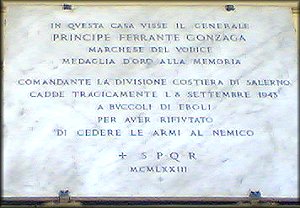 IN QUESTA CASA VISSE IL GENERALE
PRINCIPE FERRANTE GONZAGA
MARCHESE DEL VODICE
MEDAGLIA D'ORO ALLA MEMORIA
COMANDANTE LA DIVISIONE COSTIERA DI SALERNO
CADDE TRAGICAMENTE L'8 SETTEMBRE 1943
A BUCCOLI DI EBOLI
PER AVER RIFIUTATO
DI CEDERE LE ARMI AL NEMICO
+ S P Q R
MCMLXXIII